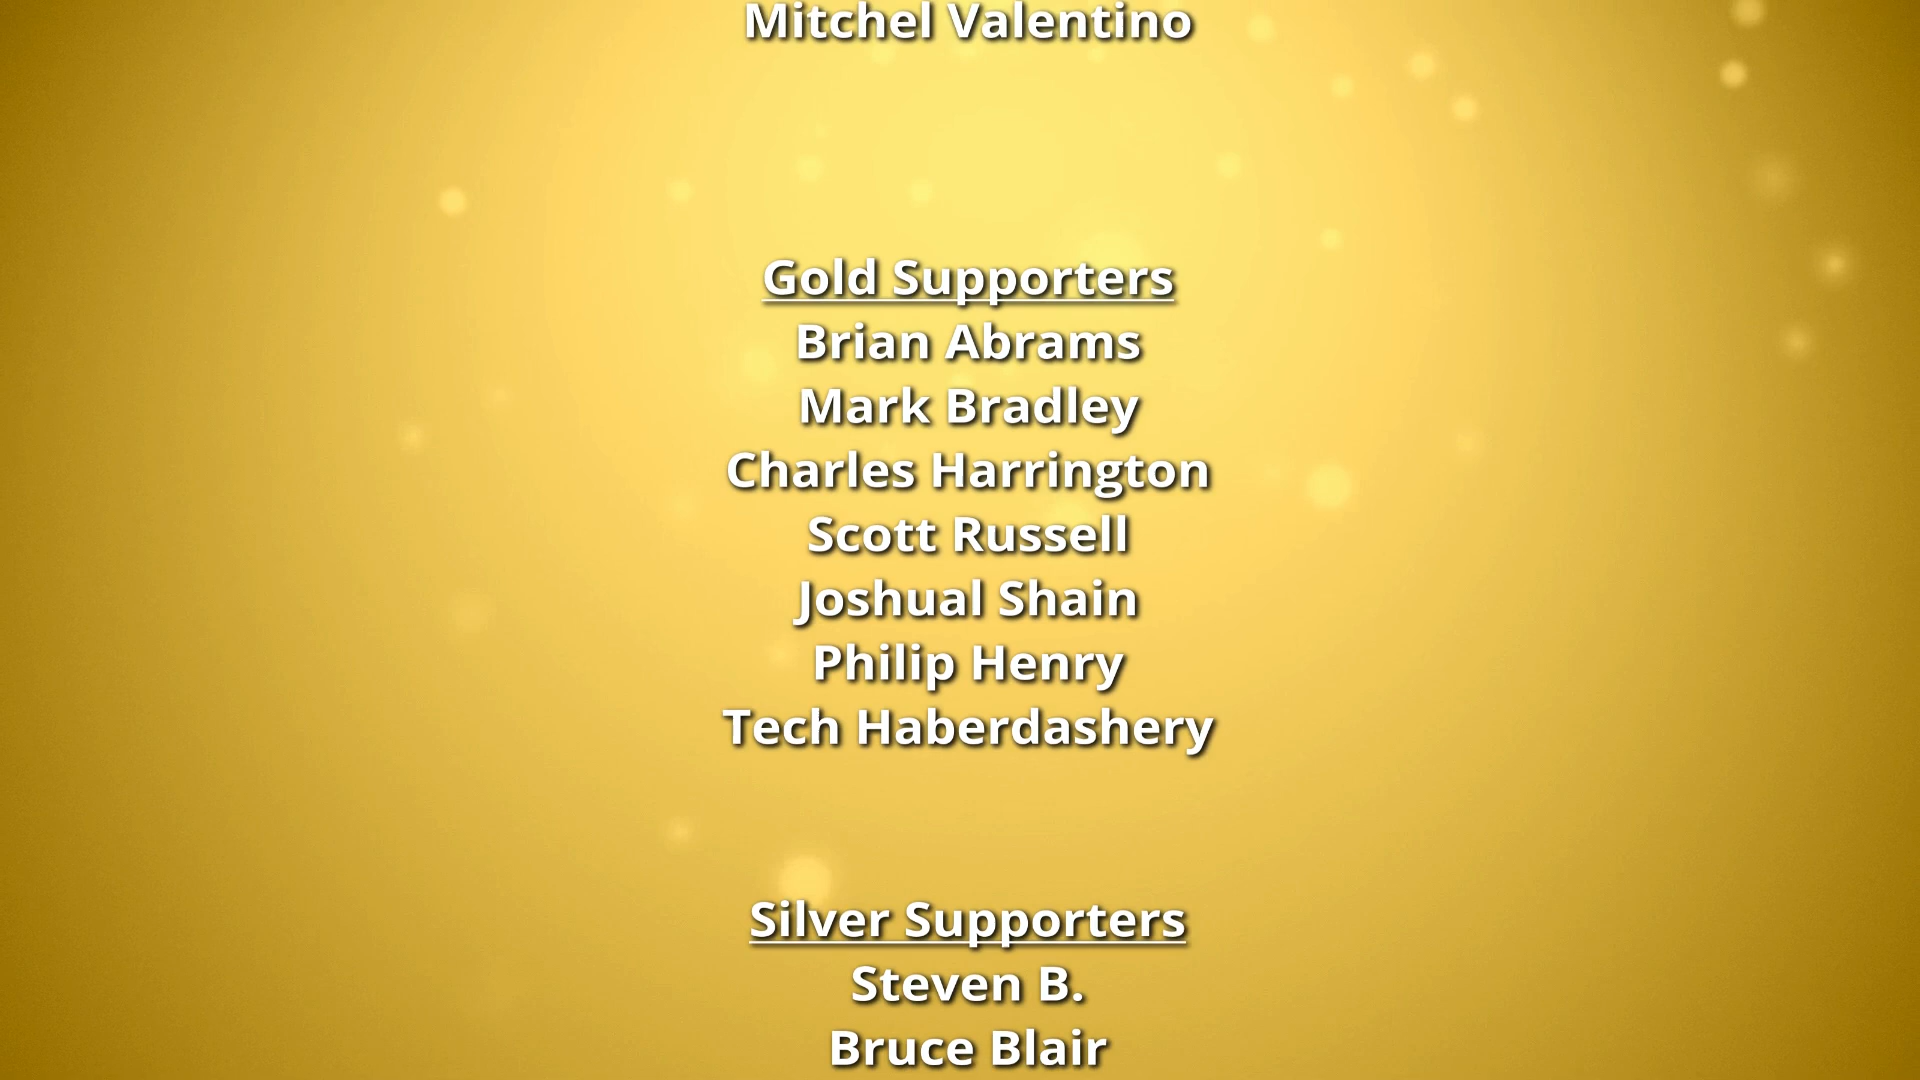 Mitchel Valentino
Gold Supporters
Brian Abrams
Mark Bradley
Charles Harrington
Scott Russell
Joshual Shain
Philip Henry
Tech Haberdashery
Silver Supporters
Steven B.
Bruce Blair